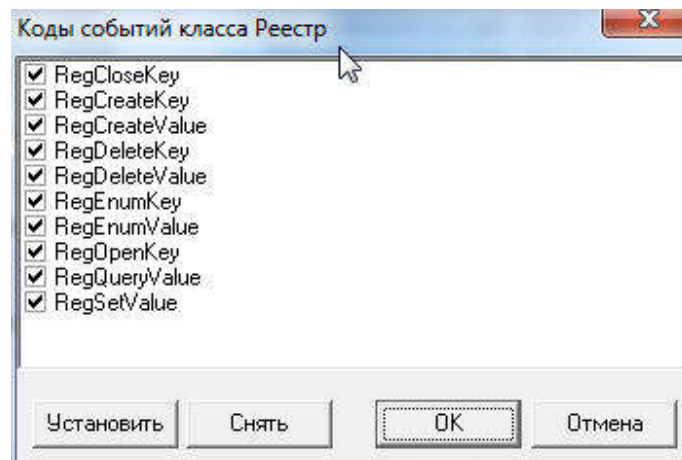 Коды событий класса Реестр
RegCloseKey
RegCreateKey
RegCreateValue
RegDeleteKey
RegDeleteValue
RegEnumKey
RegEnumValue
RegOpenKey
RegQueryValue
RegSetValue
Установить Снять OK Отмена